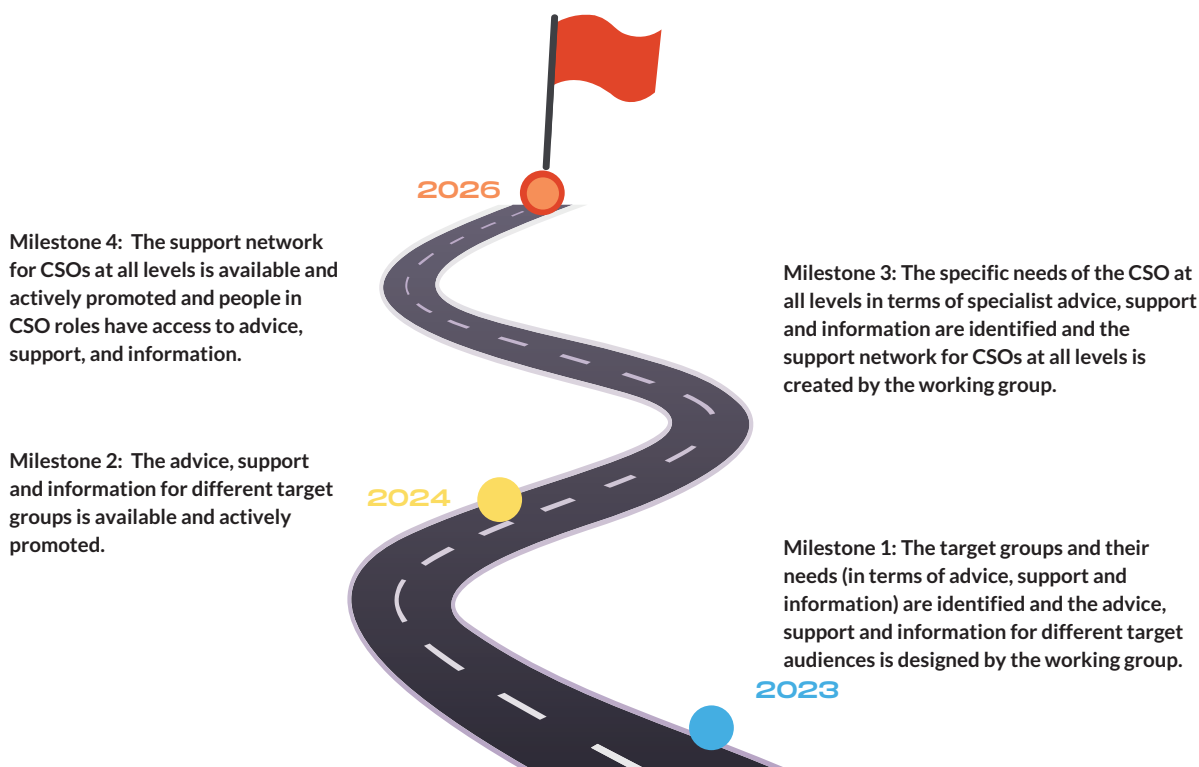 2026
Milestone 4:  The support network
for CSOs at all levels is available and
actively promoted and people in
CSO roles have access to advice,
support, and information.
Milestone 3: The specific needs of the CSO at
all levels in terms of specialist advice, support
and information are identified and the
support network for CSOs at all levels is
created by the working group.
Milestone 2:  The advice, support
and information for different target
groups is available and actively
promoted.
2024
Milestone 1: The target groups and their
needs (in terms of advice, support and
information) are identified and the advice,
support and information for different target
audiences is designed by the working group.
2023